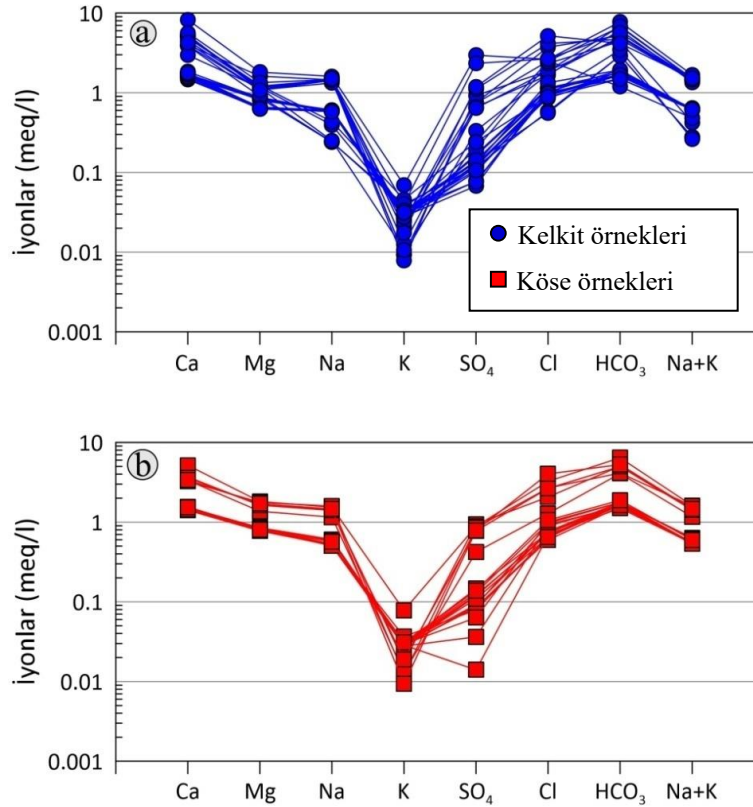 a
10
1
0.1
0.01
0.001
İyonlar (meq/l)
Kelkit örnekleri
Köse örnekleri
Ca Mg Na K SO₄ Cl HCO₃ Na+K
b
10
1
0.1
0.01
0.001
İyonlar (meq/l)
Ca Mg Na K SO₄ Cl HCO₃ Na+K